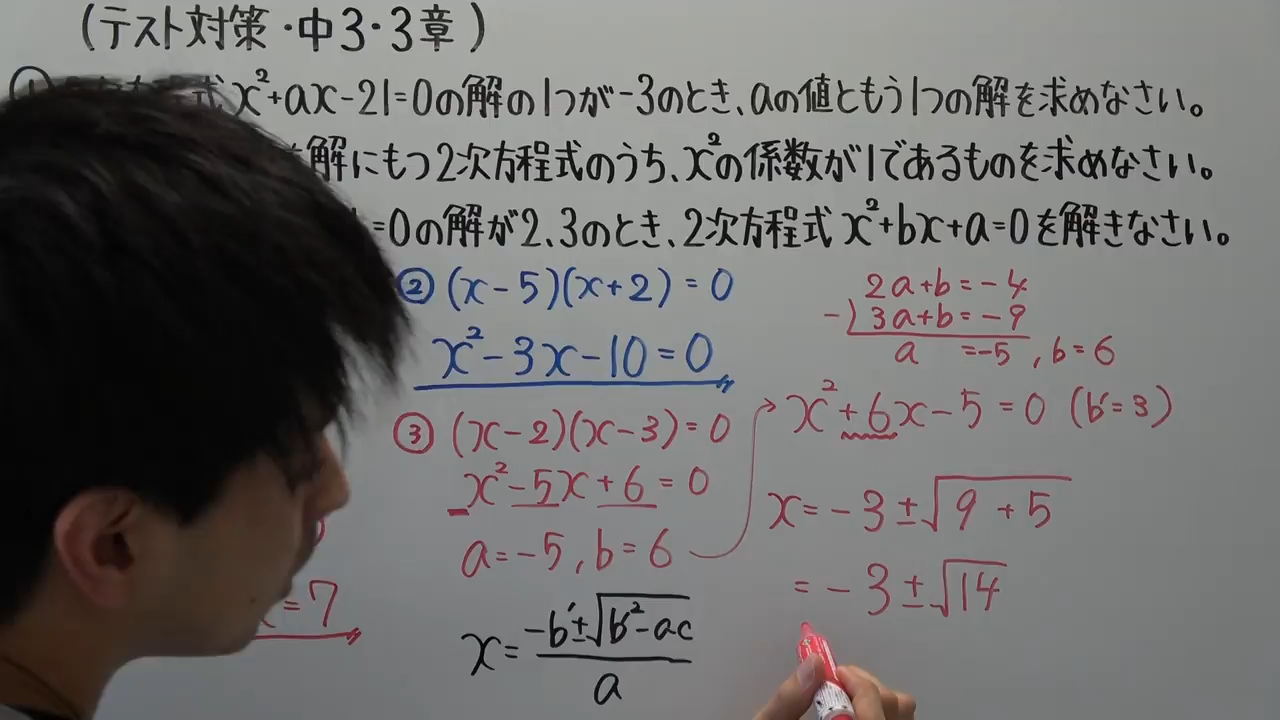 (テスト対策・中3・3章)
① 式x²+ax-21=0の解の1つが-3のとき、aの値ともう1つの解を求めなさい。
解にもつ2次方程式のうち、x²の係数が1であるものを求めなさい。
=0の解が2、3のとき、2次方程式 x²+bx+a=0を解きなさい。
② (x-5)(x+2)=0
x²-3x-10=0
③ (x-2)(x-3)=0
x²-5x+6=0
a=-5, b=6
x=(-b'±√(b'²-ac))/a
=7
2a+b=-4
-)3a+b=-9
a =-5, b=6
x²+6x-5=0 (b'=3)
x=-3±√(9+5)
=-3±√14